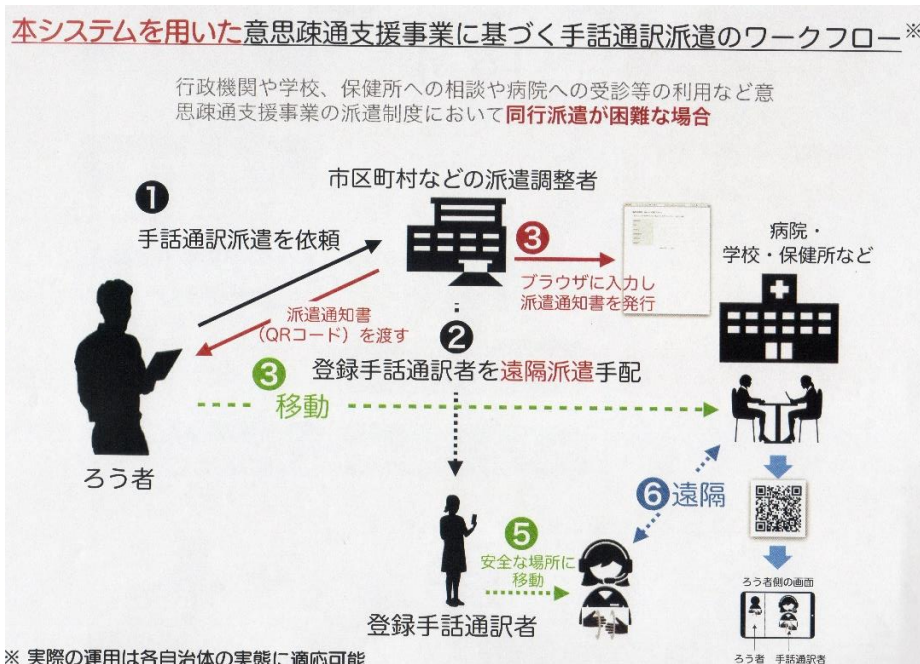 本システムを用いた意思疎通支援事業に基づく手話通訳派遣のワークフロー※
行政機関や学校、保健所への相談や病院への受診等の利用など意
思疎通支援事業の派遣制度において同行派遣が困難な場合
市区町村などの派遣調整者
❶
手話通訳派遣を依頼
❸
ブラウザに入力し
派遣通知書を発行
病院・
学校・保健所など
派遣通知書
（QRコード）を渡す
❷
登録手話通訳者を遠隔派遣手配
❸
移動
ろう者
❻遠隔
❺
安全な場所に
移動
登録手話通訳者
ろう者側の画面
ろう者 手話通訳者
※ 実際の運用は各自治体の実態に適応可能